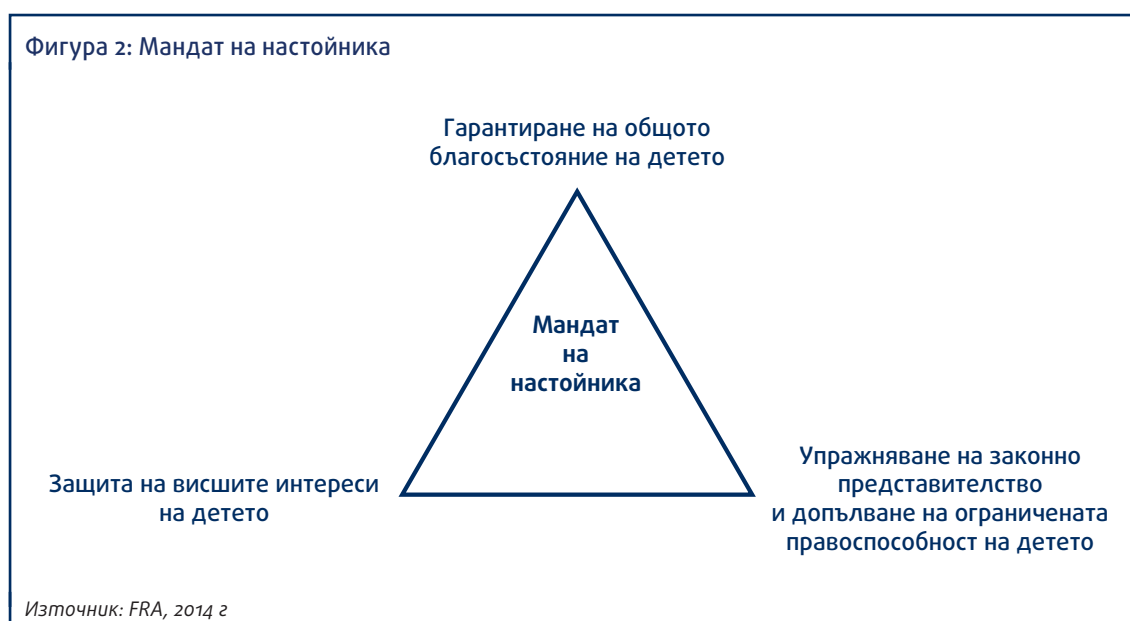 Фигура 2: Мандат на настойника
Гарантиране на общото
благосъстояние на детето
Мандат
на
настойника
Защита на висшите интереси
на детето
Упражняване на законно
представителство
и допълване на ограничената
правоспособност на детето
Източник: FRA, 2014 г